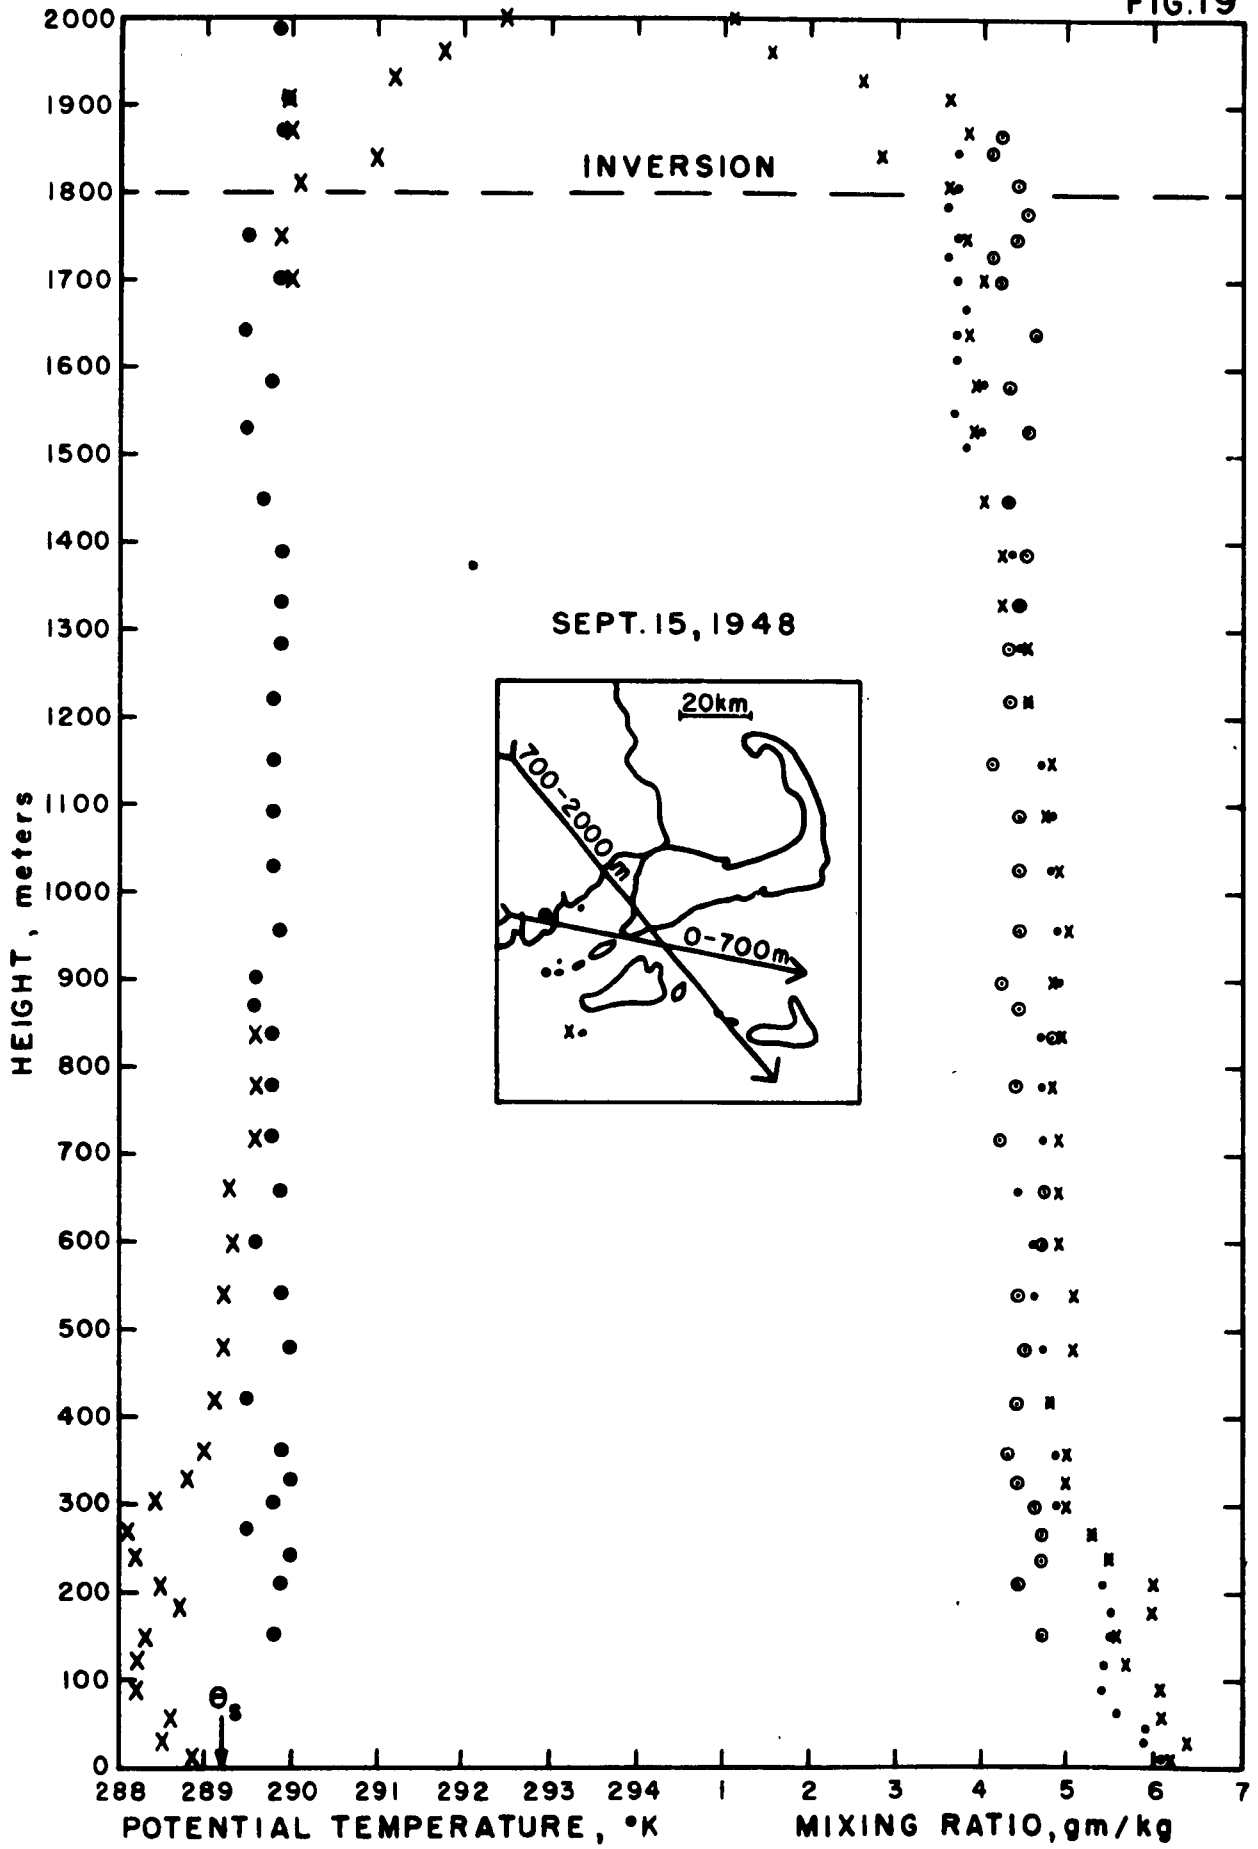 FIG.19
2000
1900
INVERSION
1800
1700
1600
1500
1400
SEPT. 15, 1948
1300
1200
20km
700-2000m
1100
1000
0-700m
900
800
700
600
500
400
300
200
100
θs
0
HEIGHT, meters
288 289 290 291 292 293 294 1 2 3 4 5 6 7
POTENTIAL TEMPERATURE, °K MIXING RATIO, gm/kg